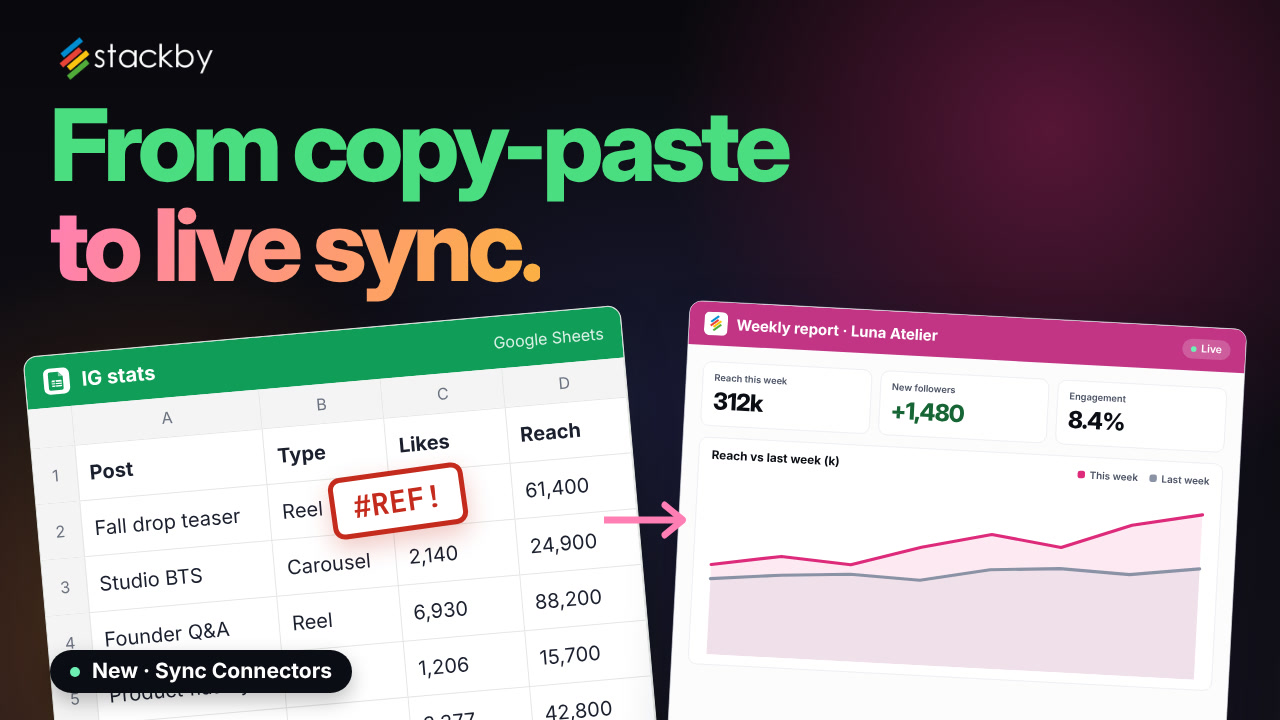 stackby
From copy-paste
to live sync.
IG stats
Google Sheets
A B C D
1 Post Type Likes Reach
2 Fall drop teaser Reel #REF! 61,400
3 Studio BTS Carousel 2,140 24,900
4 Founder Q&A Reel 6,930 88,200
5 1,206 15,700
42,800
New · Sync Connectors
Weekly report · Luna Atelier
Live
Reach this week
312k
New followers
+1,480
Engagement
8.4%
Reach vs last week (k)
This week Last week